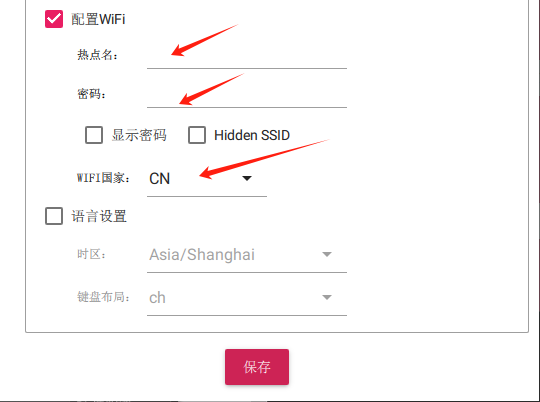 配置WiFi
热点名:
密码:
显示密码 Hidden SSID
WIFI国家: CN
语言设置
时区: Asia/Shanghai
键盘布局: ch
保存